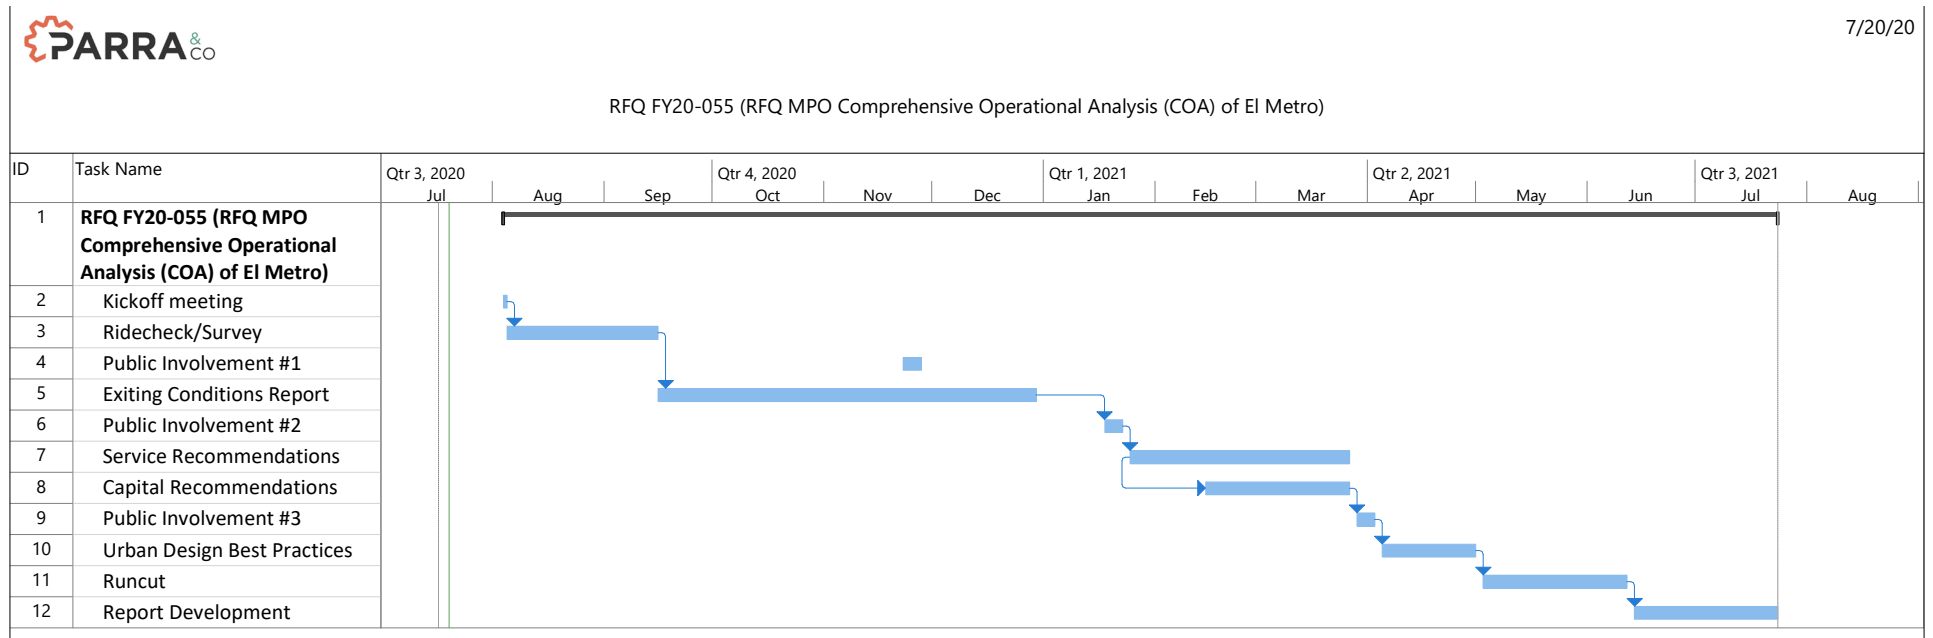 PARRA & CO
7/20/20
RFQ FY20-055 (RFQ MPO Comprehensive Operational Analysis (COA) of El Metro)
ID Task Name Qtr 3, 2020 Qtr 4, 2020 Qtr 1, 2021 Qtr 2, 2021 Qtr 3, 2021
Jul Aug Sep Oct Nov Dec Jan Feb Mar Apr May Jun Jul Aug
1 RFQ FY20-055 (RFQ MPO
Comprehensive Operational
Analysis (COA) of El Metro)
2 Kickoff meeting
3 Ridecheck/Survey
4 Public Involvement #1
5 Exiting Conditions Report
6 Public Involvement #2
7 Service Recommendations
8 Capital Recommendations
9 Public Involvement #3
10 Urban Design Best Practices
11 Runcut
12 Report Development